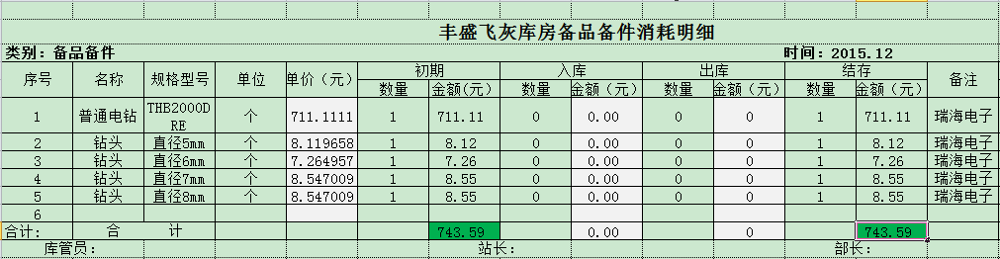 丰盛飞灰库房备品备件消耗明细
类别: 备品备件 时间: 2015.12
序号 名称 规格型号 单位 单价（元） 初期 入库 出库 结存 备注
数量 金额(元) 数量 金额（元） 数量 金额（元） 数量 金额（元）
1 普通电钻 THB2000DRE 个 711.1111 1 711.11 0 0.00 0 0 1 711.11 瑞海电子
2 钻头 直径5mm 个 8.119658 1 8.12 0 0.00 0 0 1 8.12 瑞海电子
3 钻头 直径6mm 个 7.264957 1 7.26 0 0.00 0 0 1 7.26 瑞海电子
4 钻头 直径7mm 个 8.547009 1 8.55 0 0.00 0 0 1 8.55 瑞海电子
5 钻头 直径8mm 个 8.547009 1 8.55 0 0.00 0 0 1 8.55 瑞海电子
6
合计: 合 计 743.59 0.00 0 743.59
库管员: 站长: 部长: